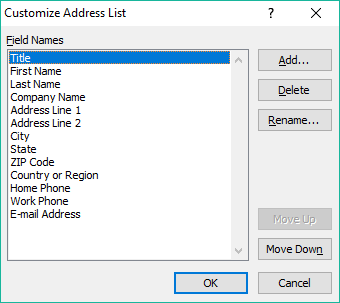 Customize Address List
?
Field Names
Title
First Name
Last Name
Company Name
Address Line 1
Address Line 2
City
State
ZIP Code
Country or Region
Home Phone
Work Phone
E-mail Address
Add...
Delete
Rename...
Move Up
Move Down
OK
Cancel